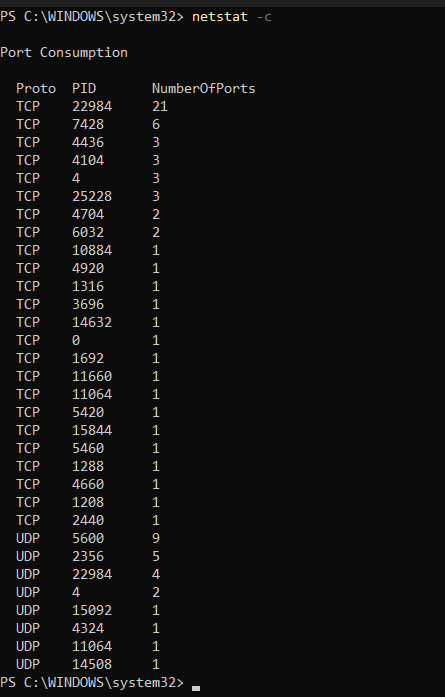 PS C:\WINDOWS\system32> netstat -c
Port Consumption
Proto PID NumberOfPorts
TCP 22984 21
TCP 7428 6
TCP 4436 3
TCP 4104 3
TCP 4 3
TCP 25228 3
TCP 4704 2
TCP 6032 2
TCP 10884 1
TCP 4920 1
TCP 1316 1
TCP 3696 1
TCP 14632 1
TCP 0 1
TCP 1692 1
TCP 11660 1
TCP 11064 1
TCP 5420 1
TCP 15844 1
TCP 5460 1
TCP 1288 1
TCP 4660 1
TCP 1208 1
TCP 2440 1
UDP 5600 9
UDP 2356 5
UDP 22984 4
UDP 4 2
UDP 15092 1
UDP 4324 1
UDP 11064 1
UDP 14508 1
PS C:\WINDOWS\system32>